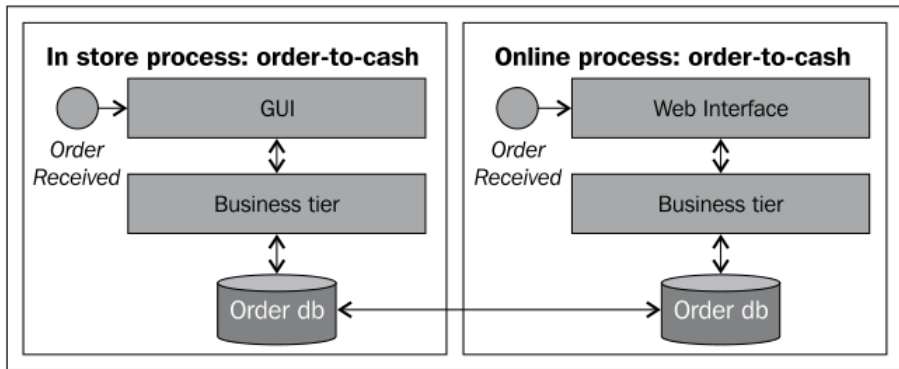 In store process: order-to-cash
GUI
Order
Received
Business tier
Order db
Online process: order-to-cash
Web Interface
Order
Received
Business tier
Order db